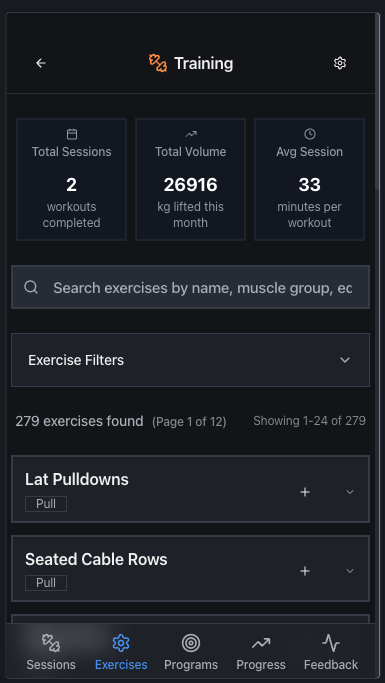 Training
Total Sessions
2
workouts
completed
Total Volume
26916
kg lifted this
month
Avg Session
33
minutes per
workout
Search exercises by name, muscle group, ec
Exercise Filters
279 exercises found (Page 1 of 12) Showing 1-24 of 279
Lat Pulldowns
Pull
Seated Cable Rows
Pull
Sessions Exercises Programs Progress Feedback